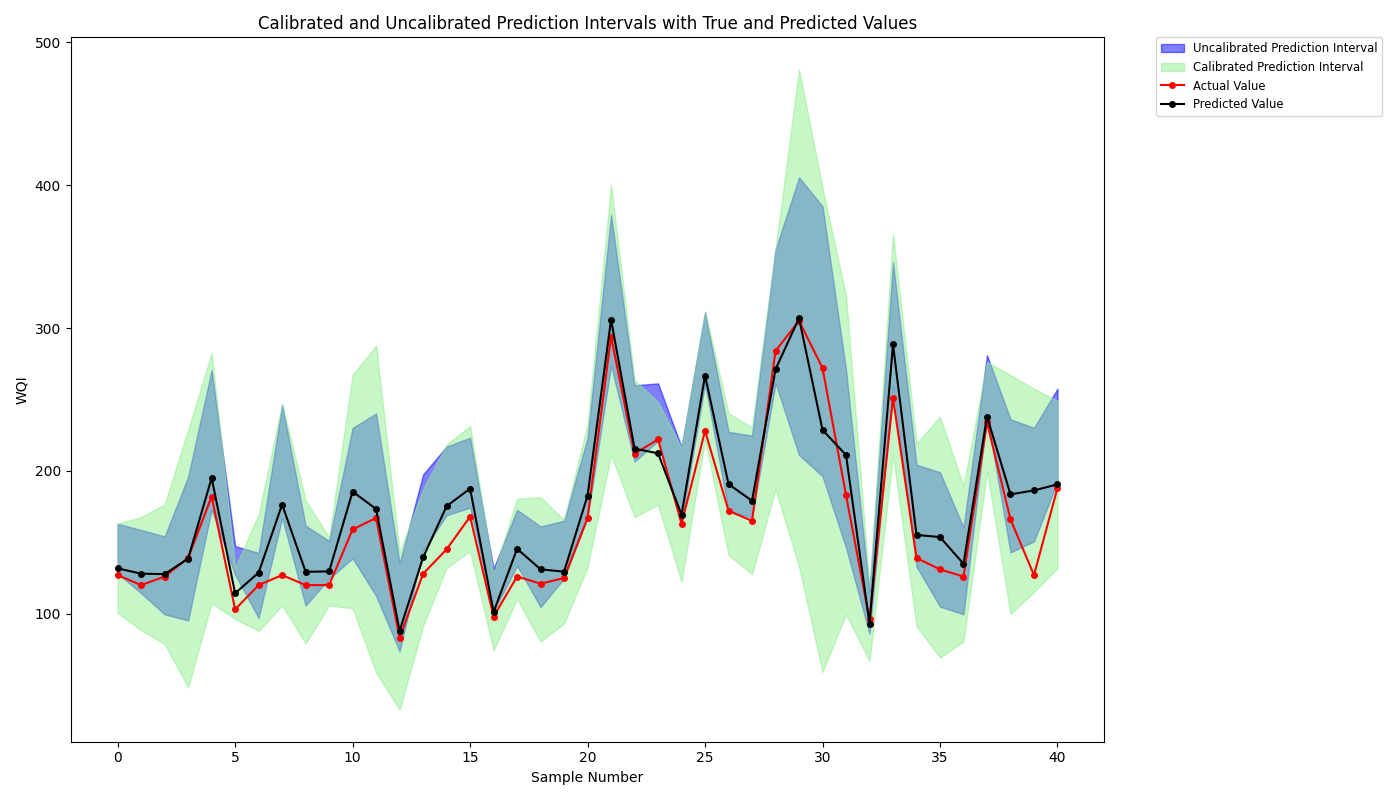 Calibrated and Uncalibrated Prediction Intervals with True and Predicted Values
Uncalibrated Prediction Interval
Calibrated Prediction Interval
Actual Value
Predicted Value
500
400
300
200
100
WQI
0 5 10 15 20 25 30 35 40
Sample Number